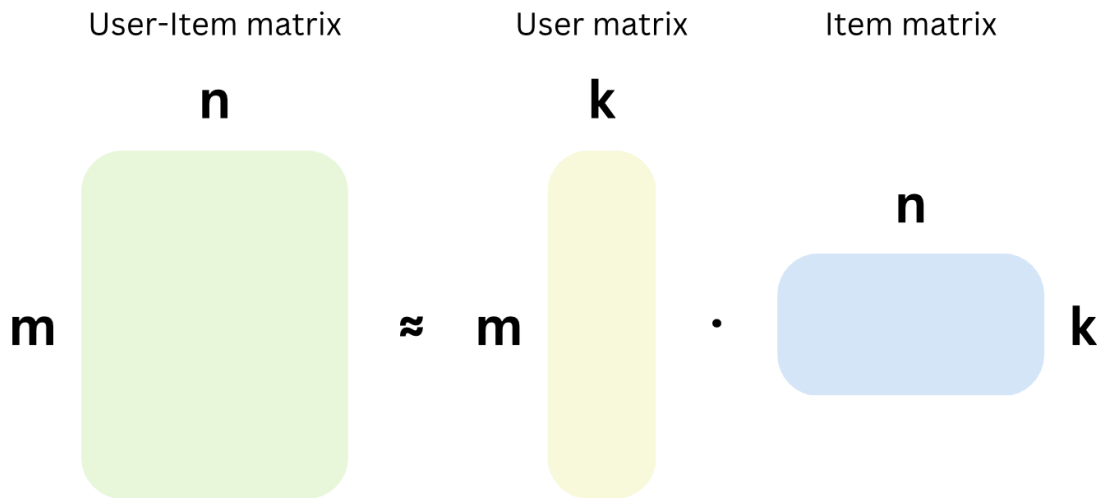 User-Item matrix
User matrix
Item matrix
n
k
n
m
≈
m
·
k